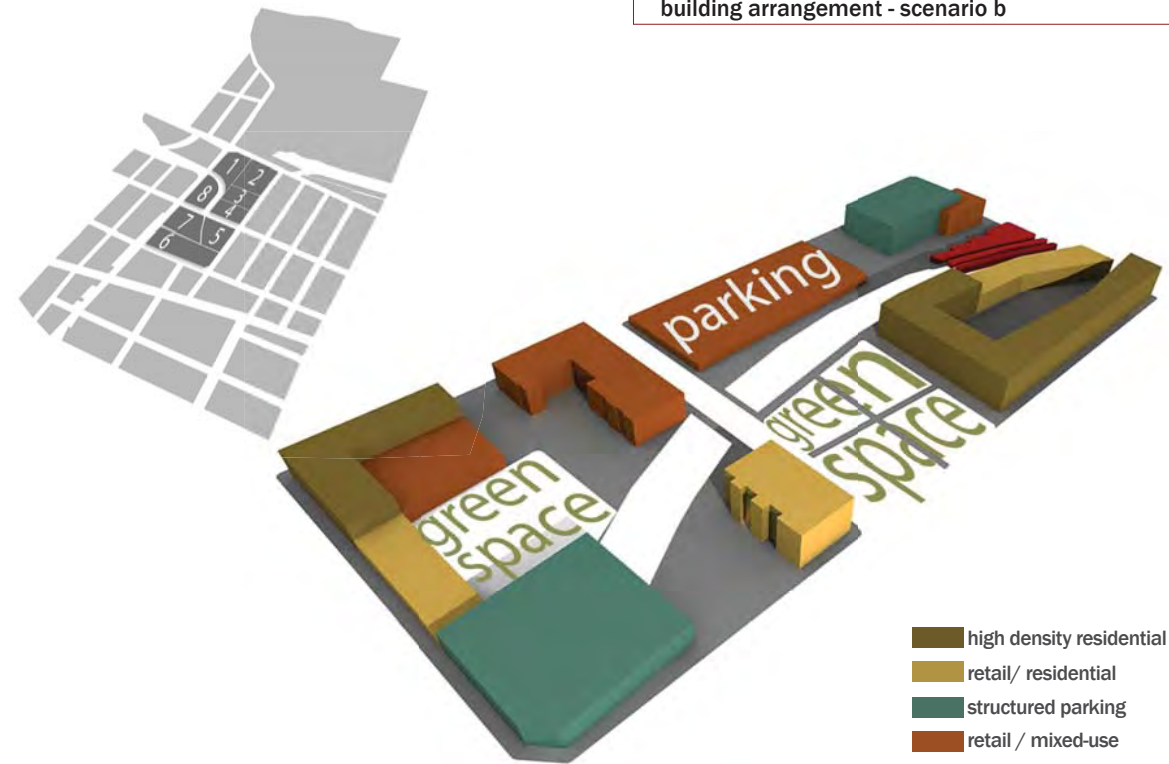 building arrangement - scenario b
1
2
3
4
8
7
5
6
parking
green
space
green
space
high density residential
retail/ residential
structured parking
retail / mixed-use